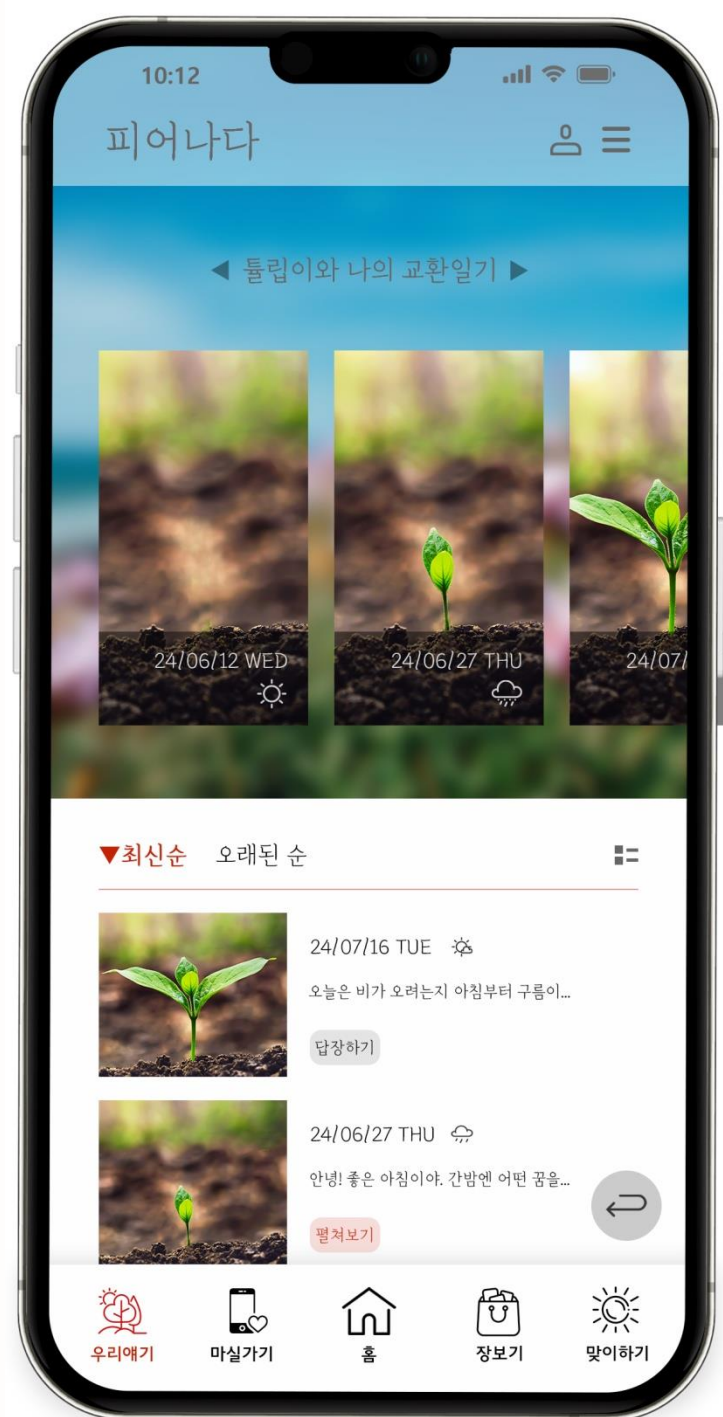 10:12
피어나다
◀ 튤립이와 나의 교환일기 ▶
24/06/12 WED
24/06/27 THU
24/07/
▼최신순 오래된 순
24/07/16 TUE
오늘은 비가 오려는지 아침부터 구름이...
답장하기
24/06/27 THU
안녕! 좋은 아침이야. 간밤엔 어떤 꿈을...
펼쳐보기
우리얘기 마실가기 홈 장보기 맞이하기